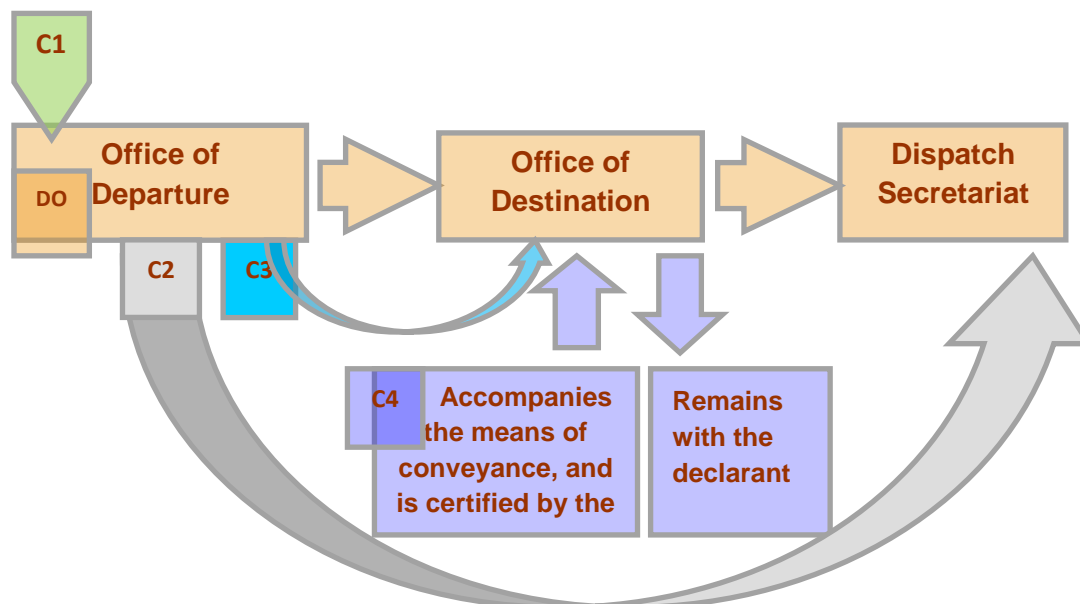 C1
Office of
Departure
DO
Office of
Destination
Dispatch
Secretariat
C2
C3
C4
Accompanies
the means of
conveyance, and
is certified by the
Remains
with the
declarant